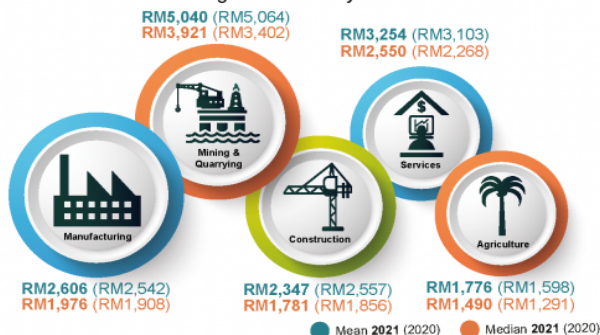 RM5,040 (RM5,064)
RM3,921 (RM3,402)
RM3,254 (RM3,103)
RM2,550 (RM2,268)
Mining &
Quarrying
Services
Manufacturing
Construction
Agriculture
RM2,606 (RM2,542)
RM1,976 (RM1,908)
RM2,347 (RM2,557)
RM1,781 (RM1,856)
RM1,776 (RM1,598)
RM1,490 (RM1,291)
Mean 2021 (2020)
Median 2021 (2020)